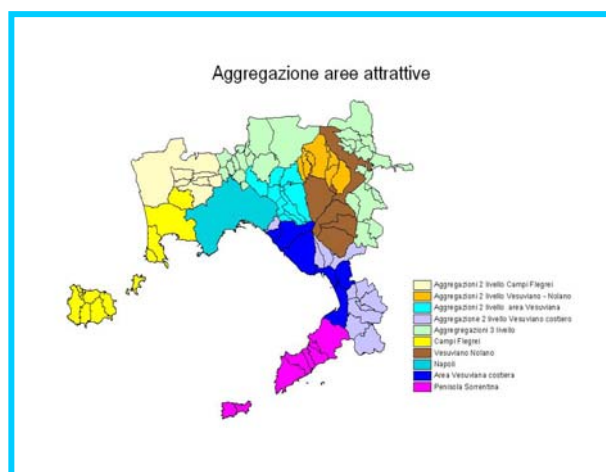 Aggregazione aree attrattive
Aggregazioni 2 livello Campi Flegrei
Aggregazioni 2 livello Vesuviano - Nolano
Aggregazioni 2 livello area Vesuviana
Aggregazione 2 livello Vesuviano costiero
Aggregregazioni 3 livello
Campi Flegrei
Vesuviano Nolano
Napoli
Area Vesuviana costiera
Penisola Sorrentina